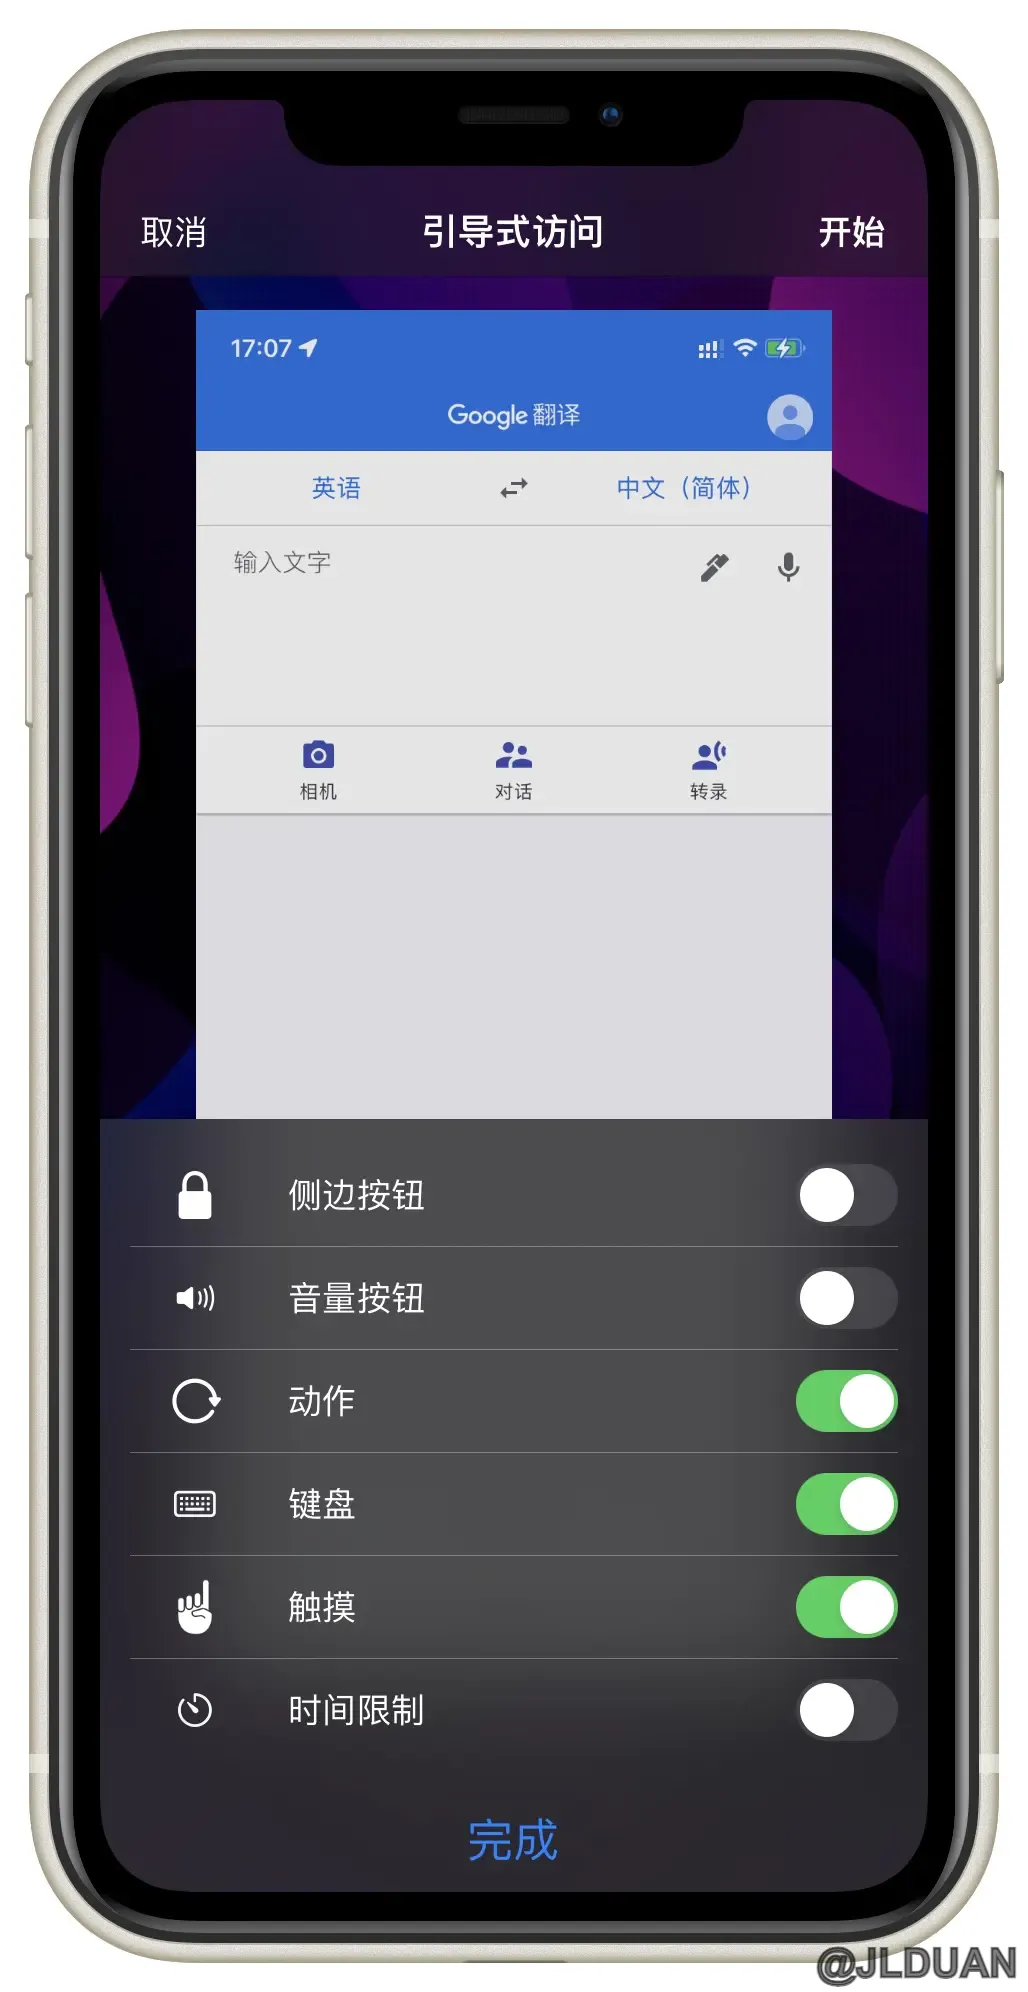 取消 引导式访问 开始
17:07
Google 翻译
英语 中文（简体）
输入文字
相机 对话 转录
侧边按钮
音量按钮
动作
键盘
触摸
时间限制
完成
@JLDUAN